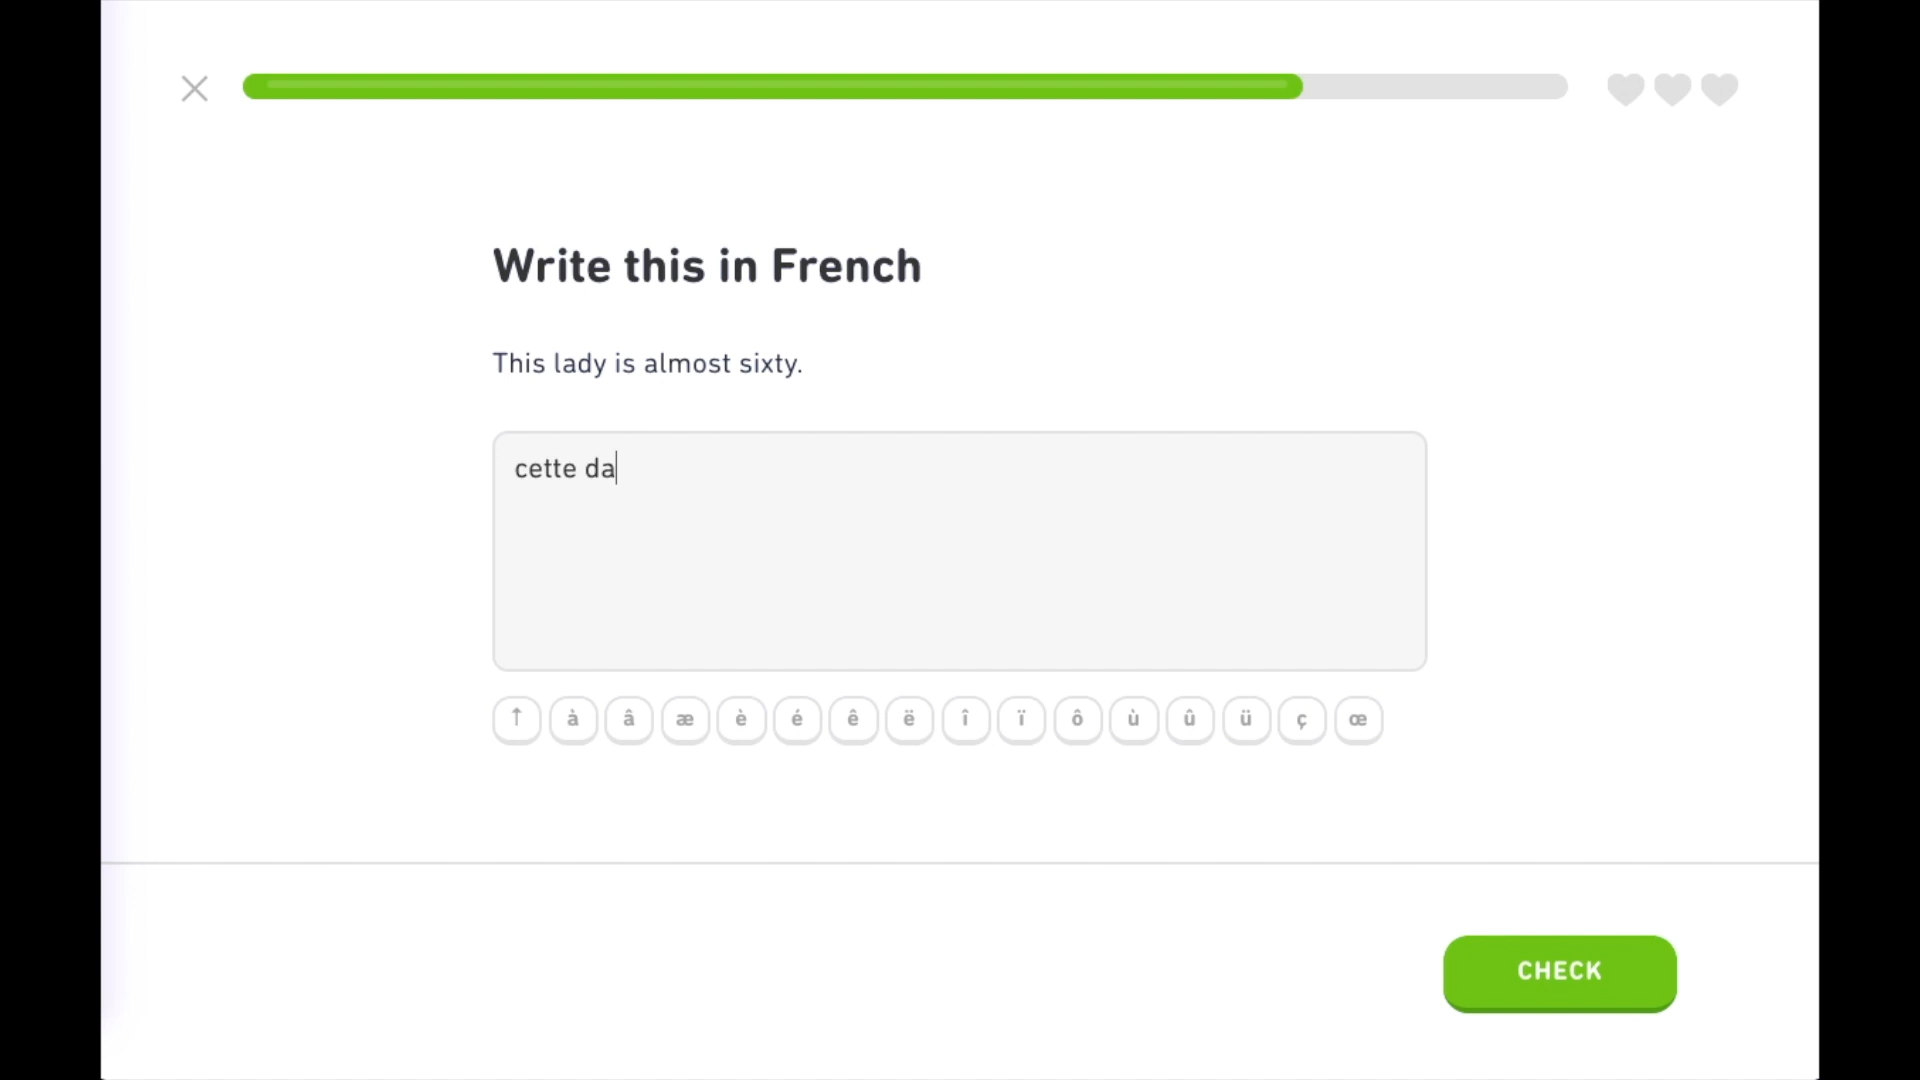 Write this in French
This lady is almost sixty.
cette da
↑ à â æ è é ê ë î ï ô ù û ü ç œ
CHECK